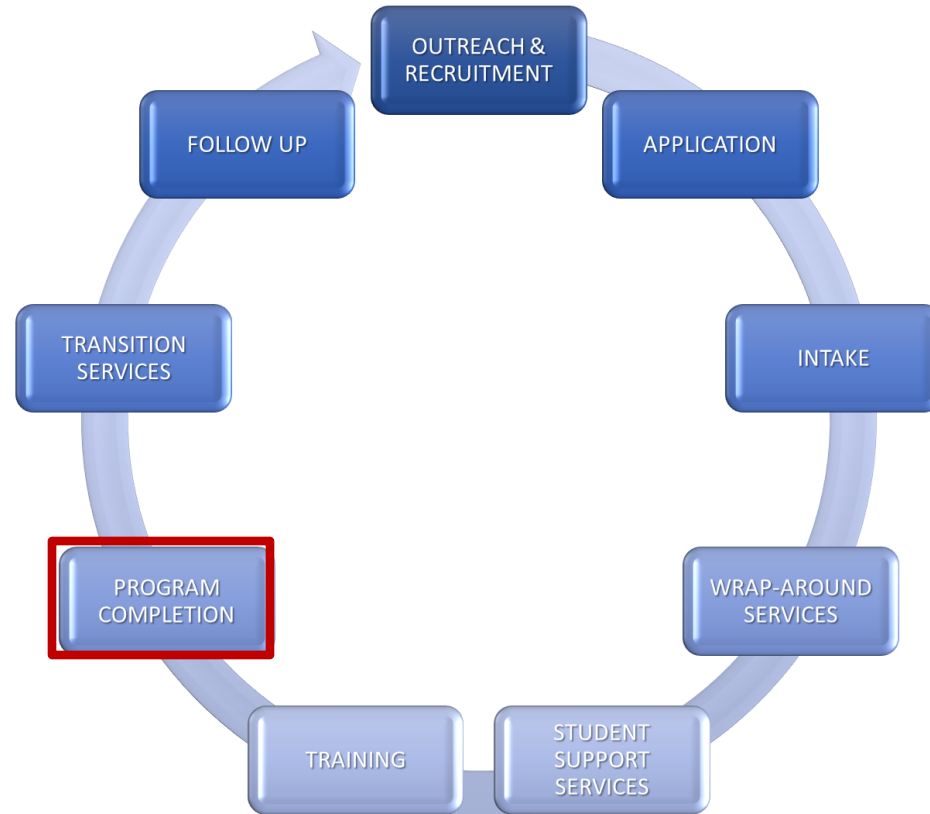 OUTREACH &
RECRUITMENT
APPLICATION
INTAKE
WRAP-AROUND
SERVICES
STUDENT
SUPPORT
SERVICES
TRAINING
PROGRAM
COMPLETION
TRANSITION
SERVICES
FOLLOW UP